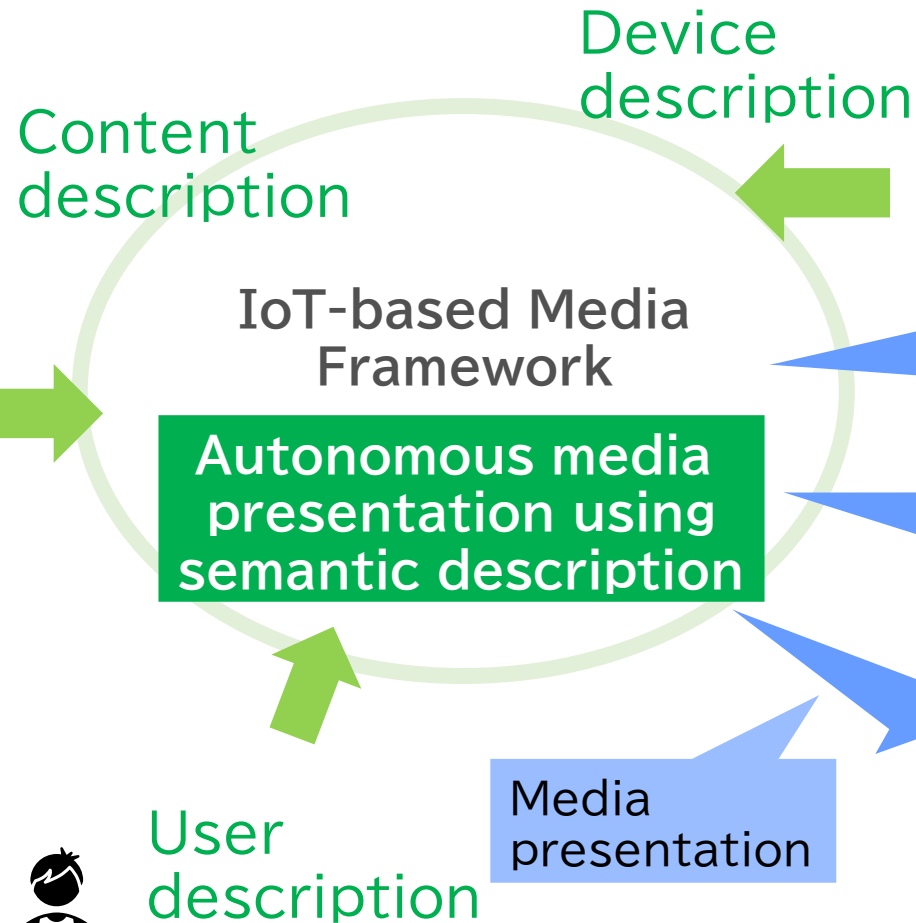 Device
description
Content
description
IoT-based Media
Framework
Autonomous media
presentation using
semantic description
Media
presentation
User
description